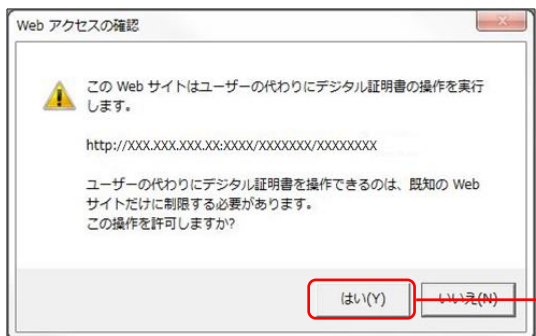 Web アクセスの確認
この Web サイトはユーザーの代わりにデジタル証明書の操作を実行
します。
http://XXX.XXX.XXX.XX:XXXX/XXXXXXX/XXXXXXXX
ユーザーの代わりにデジタル証明書を操作できるのは、既知の Web
サイトだけに制限する必要があります。
この操作を許可しますか?
はい(Y) いいえ(N)